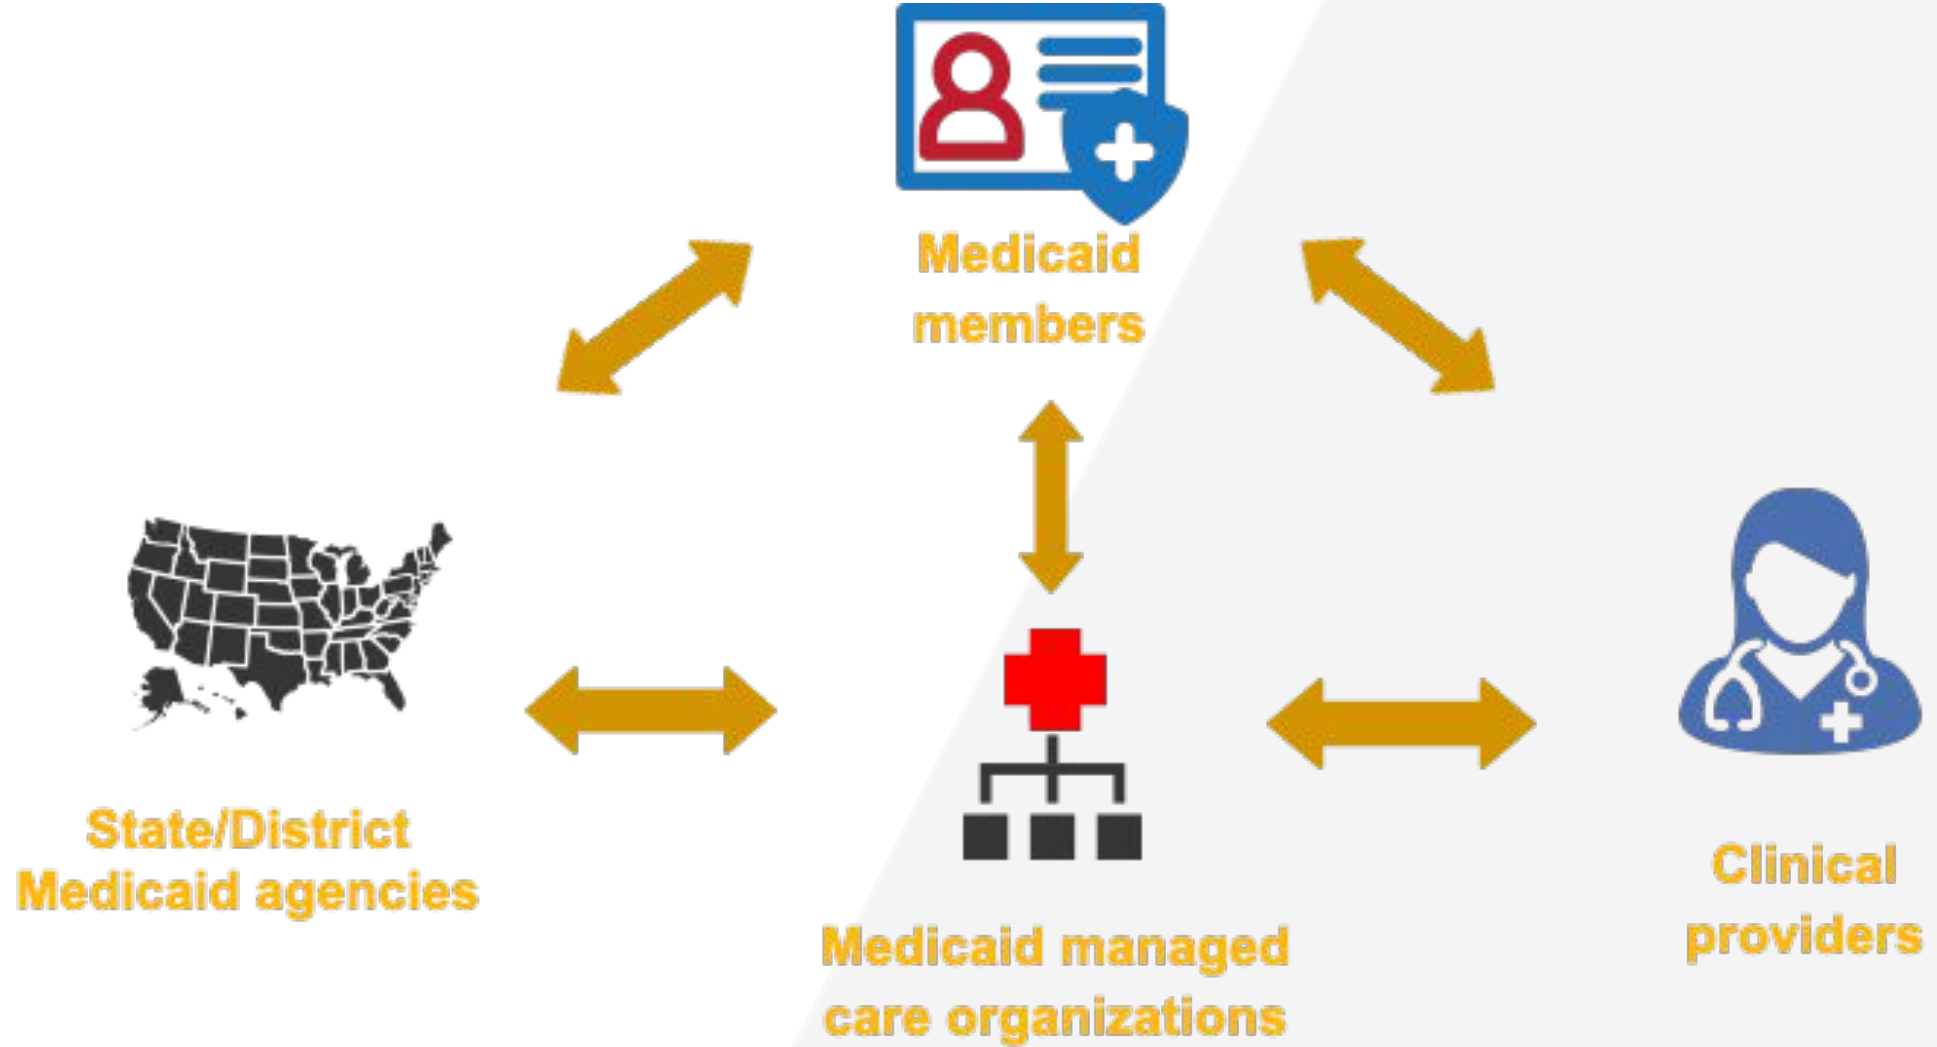 Medicaid
members
State/District
Medicaid agencies
Medicaid managed
care organizations
Clinical
providers